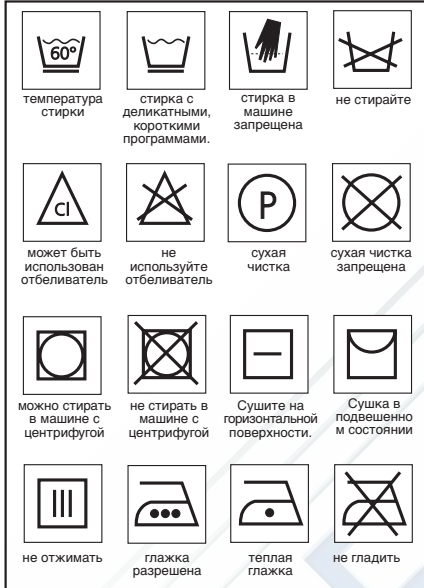 60°
температура
стирки
стирка с
деликатными,
короткими
программами.
стирка в
машине
запрещена
не стирайте
Cl
может быть
использован
отбеливатель
не
используйте
отбеливатель
P
сухая
чистка
сухая чистка
запрещена
можно стирать
в машине с
центрифугой
не стирать в
машине с
центрифугой
Сушите на
горизонтальной
поверхности.
Сушка в
подвешенно
м состоянии
не отжимать
глажка
разрешена
теплая
глажка
не гладить